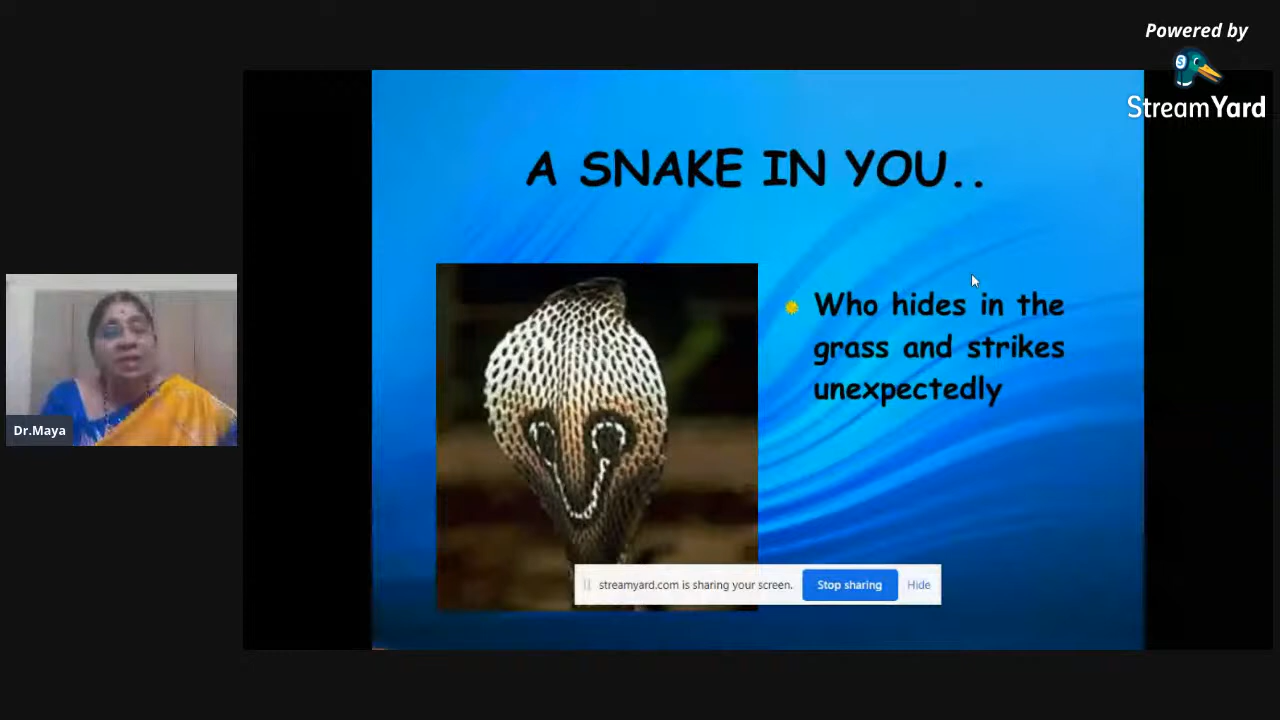 Powered by
StreamYard
A SNAKE IN YOU..
Who hides in the
grass and strikes
unexpectedly
Dr.Maya
streamyard.com is sharing your screen. Stop sharing Hide